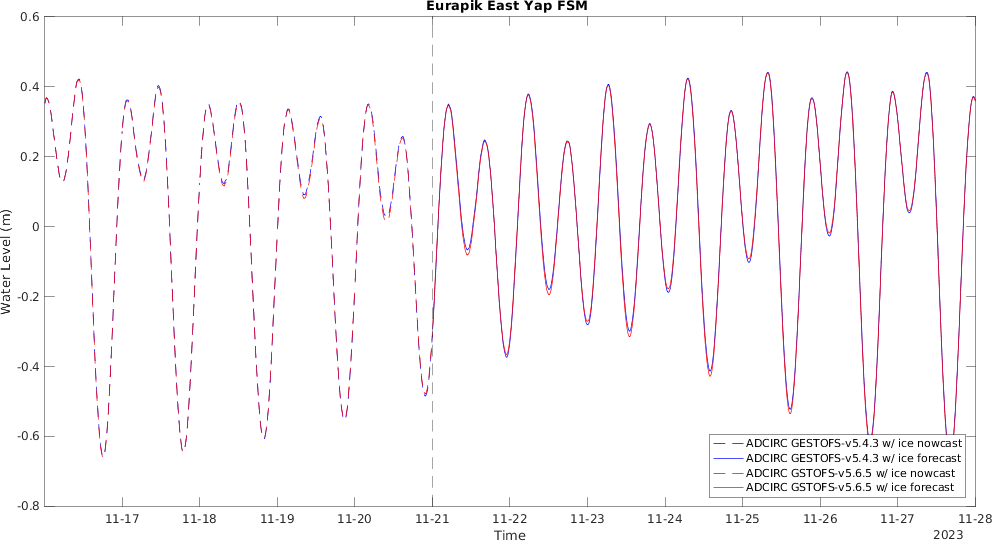 Eurapik East Yap FSM
0.6
0.4
0.2
0
-0.2
-0.4
-0.6
-0.8
Water Level (m)
ADCIRC GESTOFS-v5.4.3 w/ ice nowcast
ADCIRC GESTOFS-v5.4.3 w/ ice forecast
ADCIRC GSTOFS-v5.6.5 w/ ice nowcast
ADCIRC GSTOFS-v5.6.5 w/ ice forecast
11-17 11-18 11-19 11-20 11-21 11-22 11-23 11-24 11-25 11-26 11-27 11-28
Time
2023